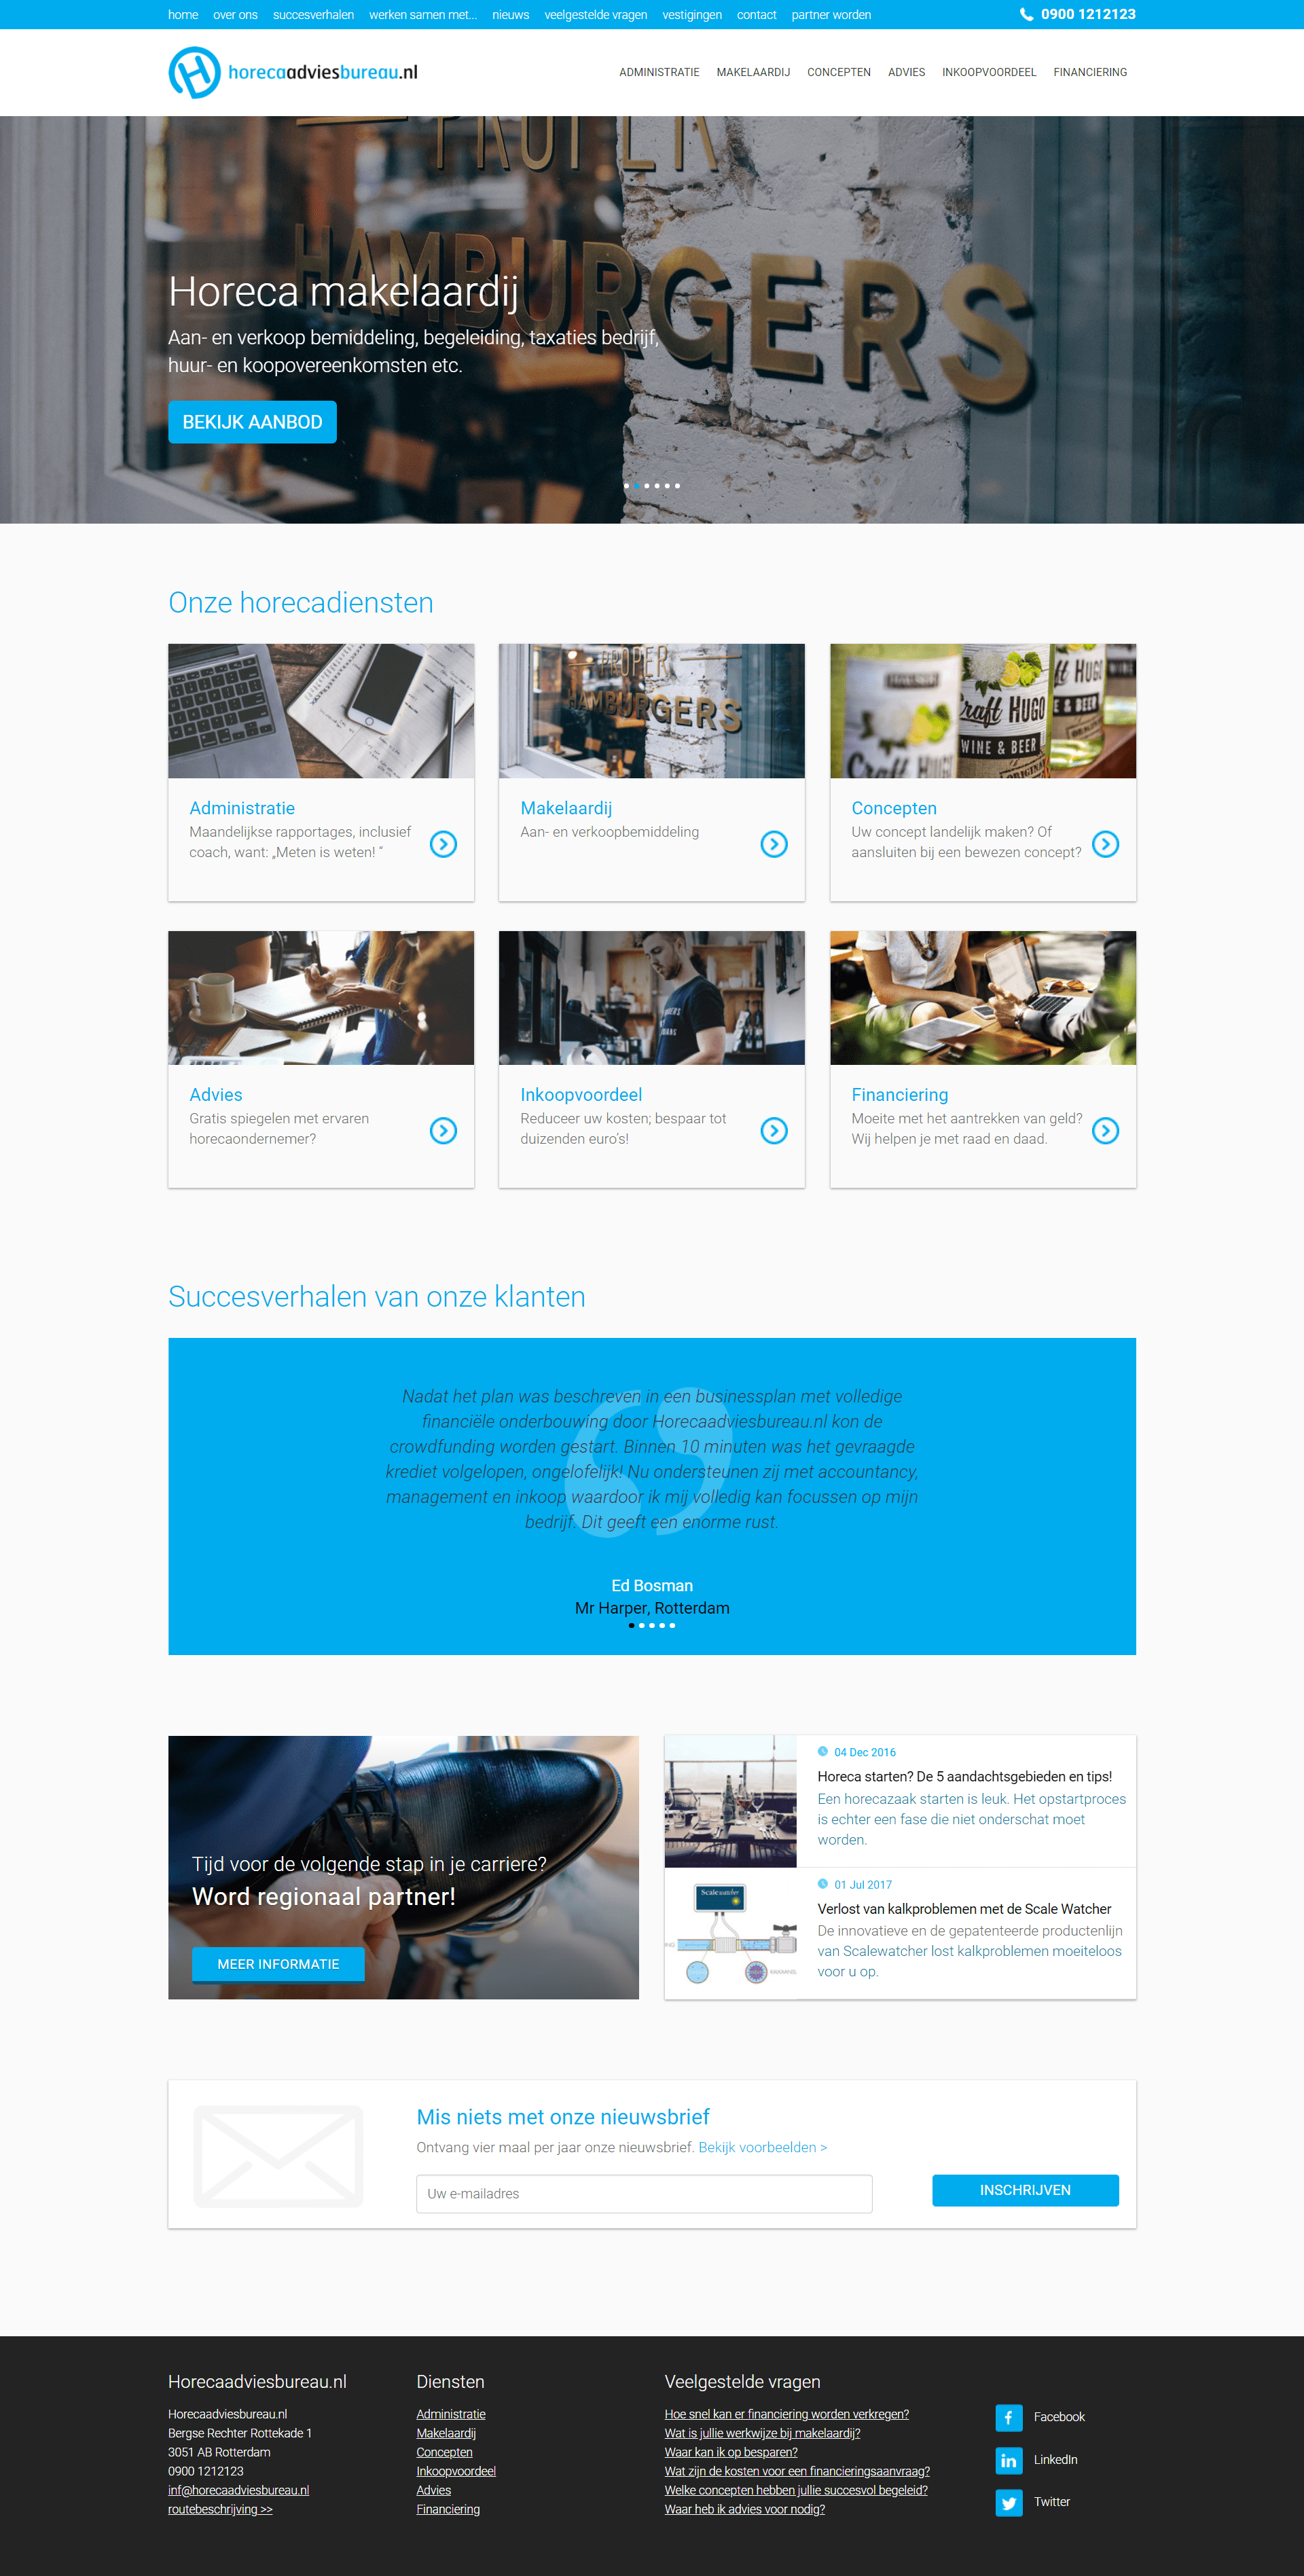 home over ons succesverhalen werken samen met... nieuws veelgestelde vragen vestigingen contact partner worden 0900 1212123
horecaadviesbureau.nl
ADMINISTRATIE MAKELAARDIJ CONCEPTEN ADVIES INKOOPVOORDEEL FINANCIERING
PROPER
HAMBURGERS
Horeca makelaardij
Aan- en verkoop bemiddeling, begeleiding, taxaties bedrijf,
huur- en koopovereenkomsten etc.
BEKIJK AANBOD
Onze horecadiensten
PROPER
HAMBURGERS
Craft HUGO
WINE & BEER
ORIGINAL
Administratie
Maandelijkse rapportages, inclusief
coach, want: „Meten is weten! “
Makelaardij
Aan- en verkoopbemiddeling
Concepten
Uw concept landelijk maken? Of
aansluiten bij een bewezen concept?
Advies
Gratis spiegelen met ervaren
horecaondernemer?
Inkoopvoordeel
Reduceer uw kosten; bespaar tot
duizenden euro's!
Financiering
Moeite met het aantrekken van geld?
Wij helpen je met raad en daad.
Succesverhalen van onze klanten
Nadat het plan was beschreven in een businessplan met volledige
financiële onderbouwing door Horecaadviesbureau.nl kon de
crowdfunding worden gestart. Binnen 10 minuten was het gevraagde
krediet volgelopen, ongelofelijk! Nu ondersteunen zij met accountancy,
management en inkoop waardoor ik mij volledig kan focussen op mijn
bedrijf. Dit geeft een enorme rust.
Ed Bosman
Mr Harper, Rotterdam
Tijd voor de volgende stap in je carriere?
Word regionaal partner!
MEER INFORMATIE
04 Dec 2016
Horeca starten? De 5 aandachtsgebieden en tips!
Een horecazaak starten is leuk. Het opstartproces
is echter een fase die niet onderschat moet
worden.
Scalewatcher
01 Jul 2017
Verlost van kalkproblemen met de Scale Watcher
De innovatieve en de gepatenteerde productenlijn
van Scalewatcher lost kalkproblemen moeiteloos
voor u op.
Mis niets met onze nieuwsbrief
Ontvang vier maal per jaar onze nieuwsbrief. Bekijk voorbeelden >
Uw e-mailadres
INSCHRIJVEN
Horecaadviesbureau.nl
Horecaadviesbureau.nl
Bergse Rechter Rottekade 1
3051 AB Rotterdam
0900 1212123
inf@horecaadviesbureau.nl
routebeschrijving >>
Diensten
Administratie
Makelaardij
Concepten
Inkoopvoordeel
Advies
Financiering
Veelgestelde vragen
Hoe snel kan er financiering worden verkregen?
Wat is jullie werkwijze bij makelaardij?
Waar kan ik op besparen?
Wat zijn de kosten voor een financieringsaanvraag?
Welke concepten hebben jullie succesvol begeleid?
Waar heb ik advies voor nodig?
Facebook
LinkedIn
Twitter